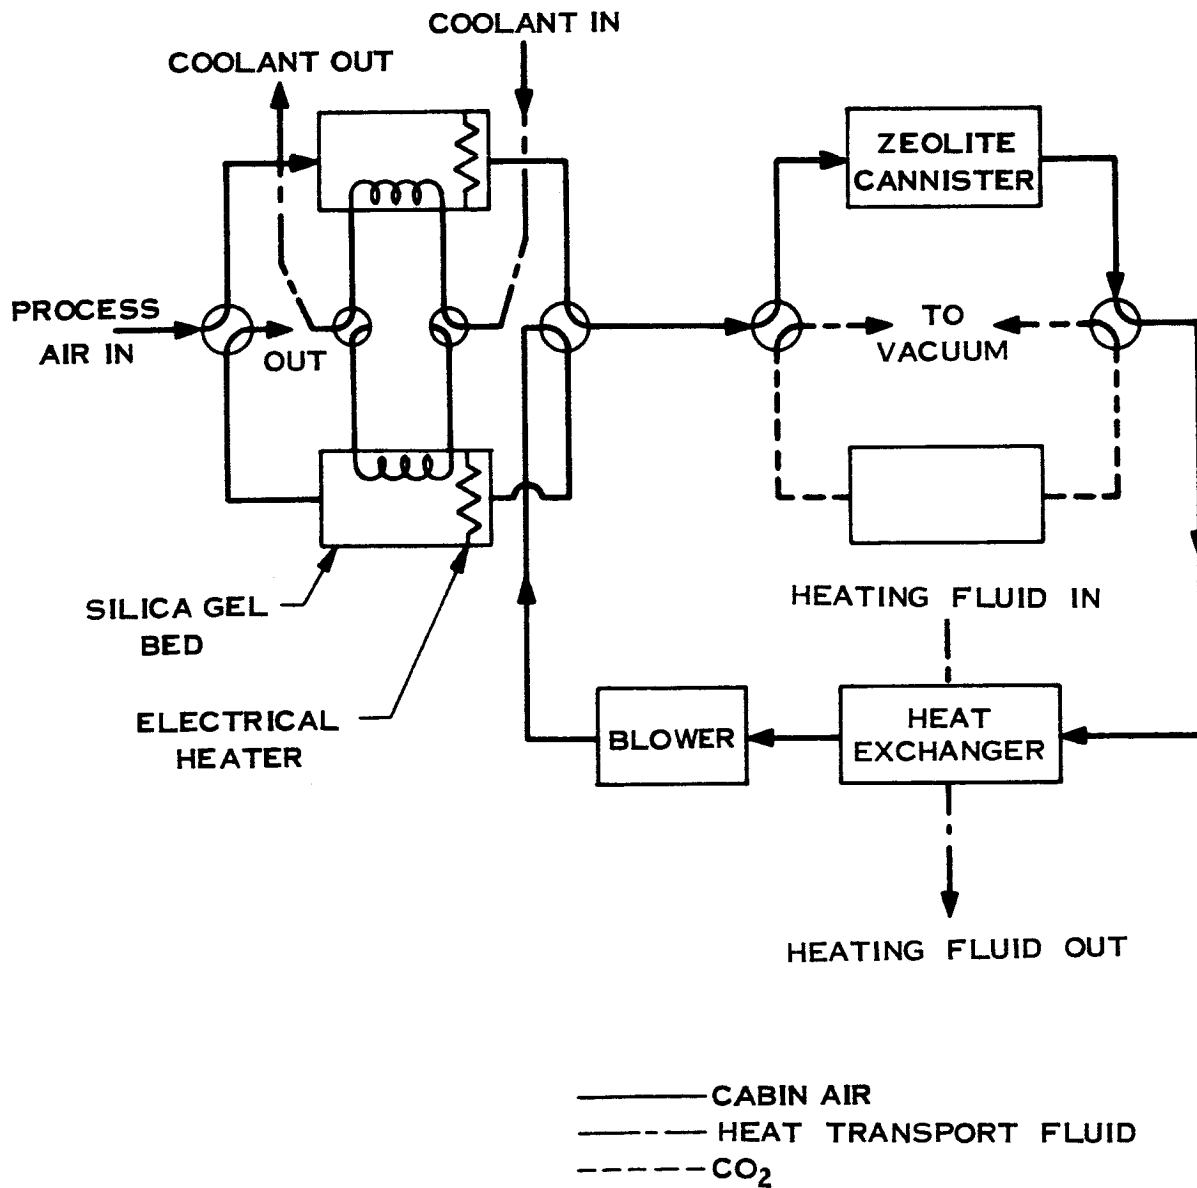 COOLANT IN
COOLANT OUT
ZEOLITE
CANNISTER
PROCESS
AIR IN
OUT
TO
VACUUM
SILICA GEL
BED
HEATING FLUID IN
ELECTRICAL
HEATER
BLOWER
HEAT
EXCHANGER
HEATING FLUID OUT
CABIN AIR
HEAT TRANSPORT FLUID
CO2